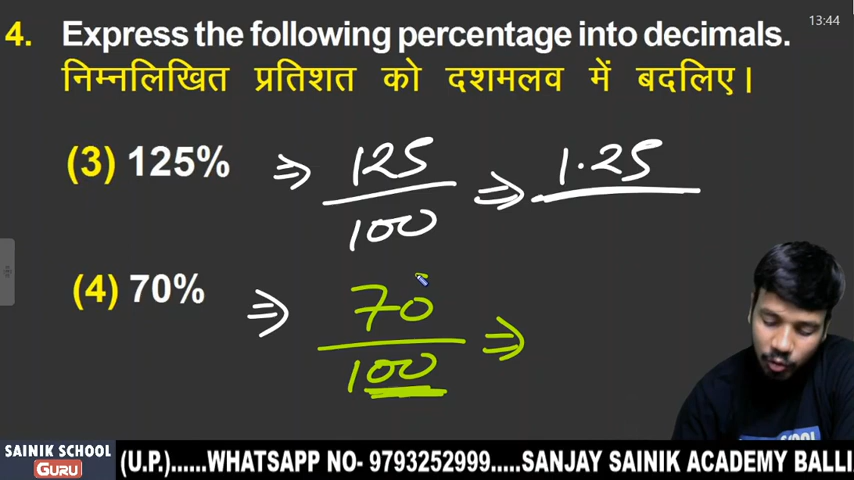 13:44
4. Express the following percentage into decimals.
निम्नलिखित प्रतिशत को दशमलव में बदलिए।
(3) 125% ⇒ 125/100 ⇒ 1.25
(4) 70% ⇒ 70/100 ⇒
SAINIK SCHOOL
Guru
(U.P.)......WHATSAPP NO- 9793252999.....SANJAY SAINIK ACADEMY BALLI